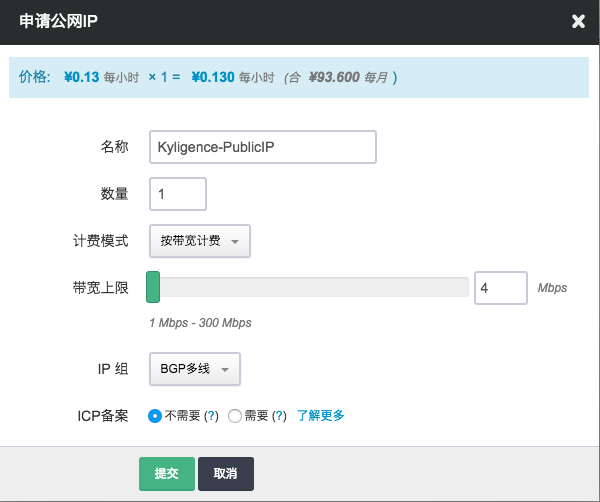 申请公网IP
价格: ¥0.13 每小时 × 1 = ¥0.130 每小时 (合 ¥93.600 每月 )
名称 Kyligence-PublicIP
数量 1
计费模式 按带宽计费
带宽上限 4 Mbps
1 Mbps - 300 Mbps
IP 组 BGP多线
ICP备案 不需要 (?) 需要 (?) 了解更多
提交 取消